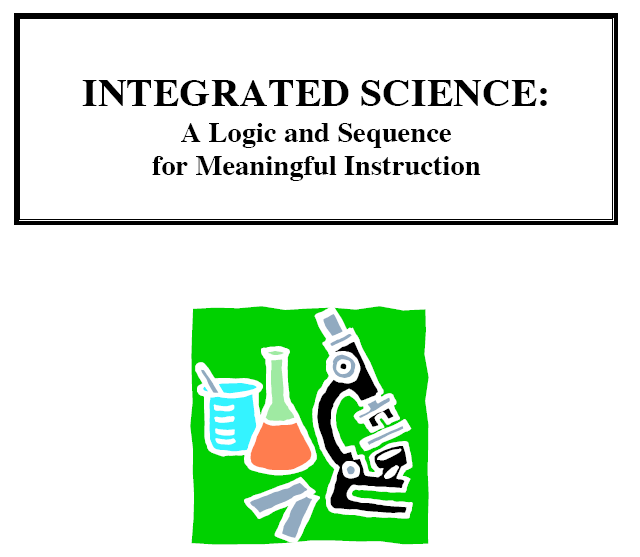 INTEGRATED SCIENCE:
A Logic and Sequence
for Meaningful Instruction